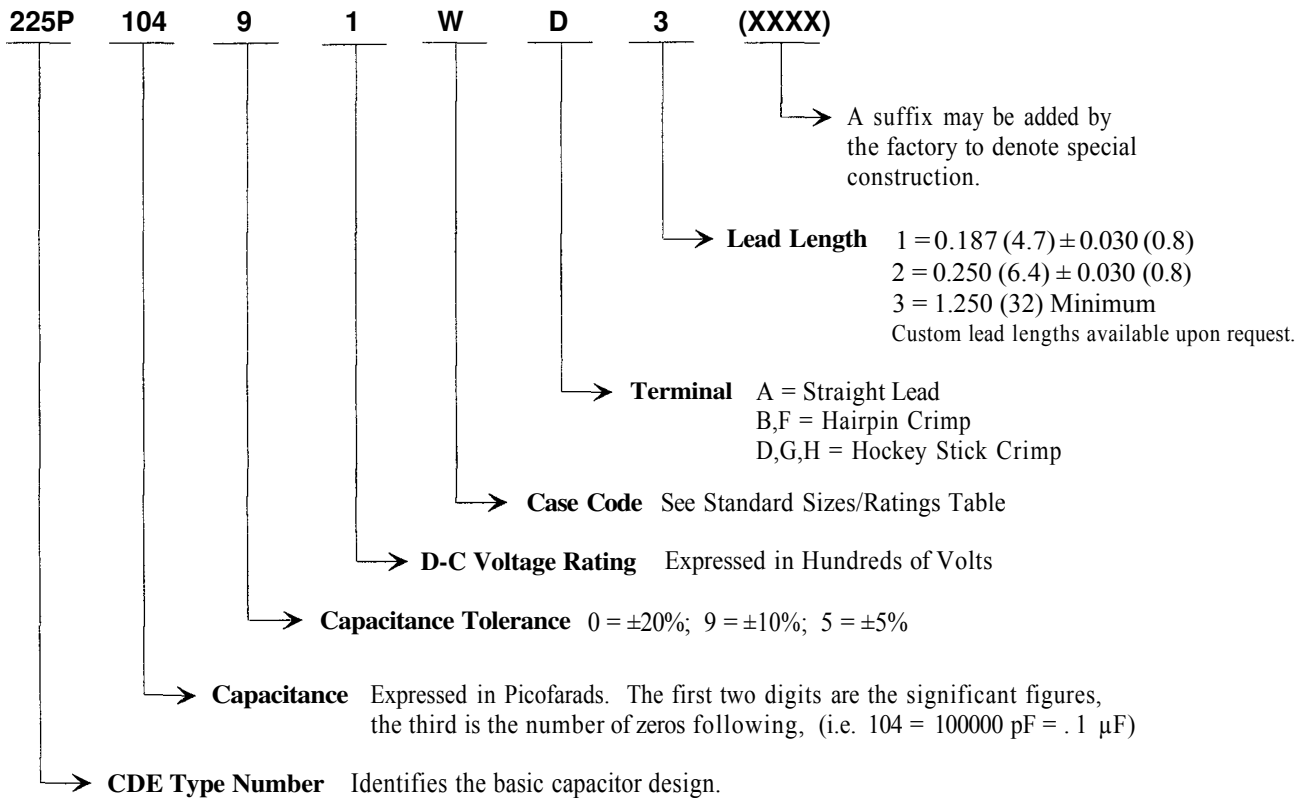 225P 104 9 1 W D 3 (XXXX)
A suffix may be added by
the factory to denote special
construction.
Lead Length 1 = 0.187 (4.7) ± 0.030 (0.8)
2 = 0.250 (6.4) ± 0.030 (0.8)
3 = 1.250 (32) Minimum
Custom lead lengths available upon request.
Terminal A = Straight Lead
B,F = Hairpin Crimp
D,G,H = Hockey Stick Crimp
Case Code See Standard Sizes/Ratings Table
D-C Voltage Rating Expressed in Hundreds of Volts
Capacitance Tolerance 0 = ±20%; 9 = ±10%; 5 = ±5%
Capacitance Expressed in Picofarads. The first two digits are the significant figures,
the third is the number of zeros following, (i.e. 104 = 100000 pF = . 1 µF)
CDE Type Number Identifies the basic capacitor design.